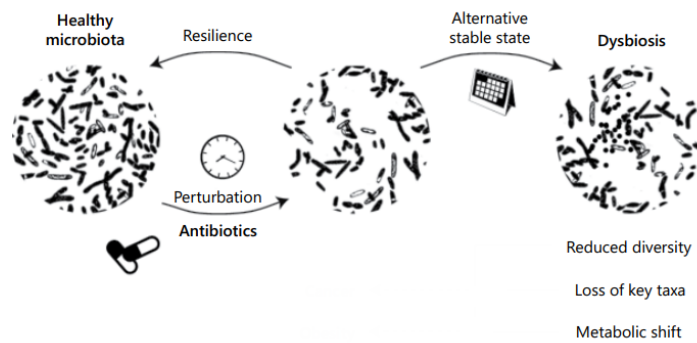 Healthy
microbiota
Resilience
Alternative
stable state
Dysbiosis
Perturbation
Antibiotics
Reduced diversity
Loss of key taxa
Metabolic shift